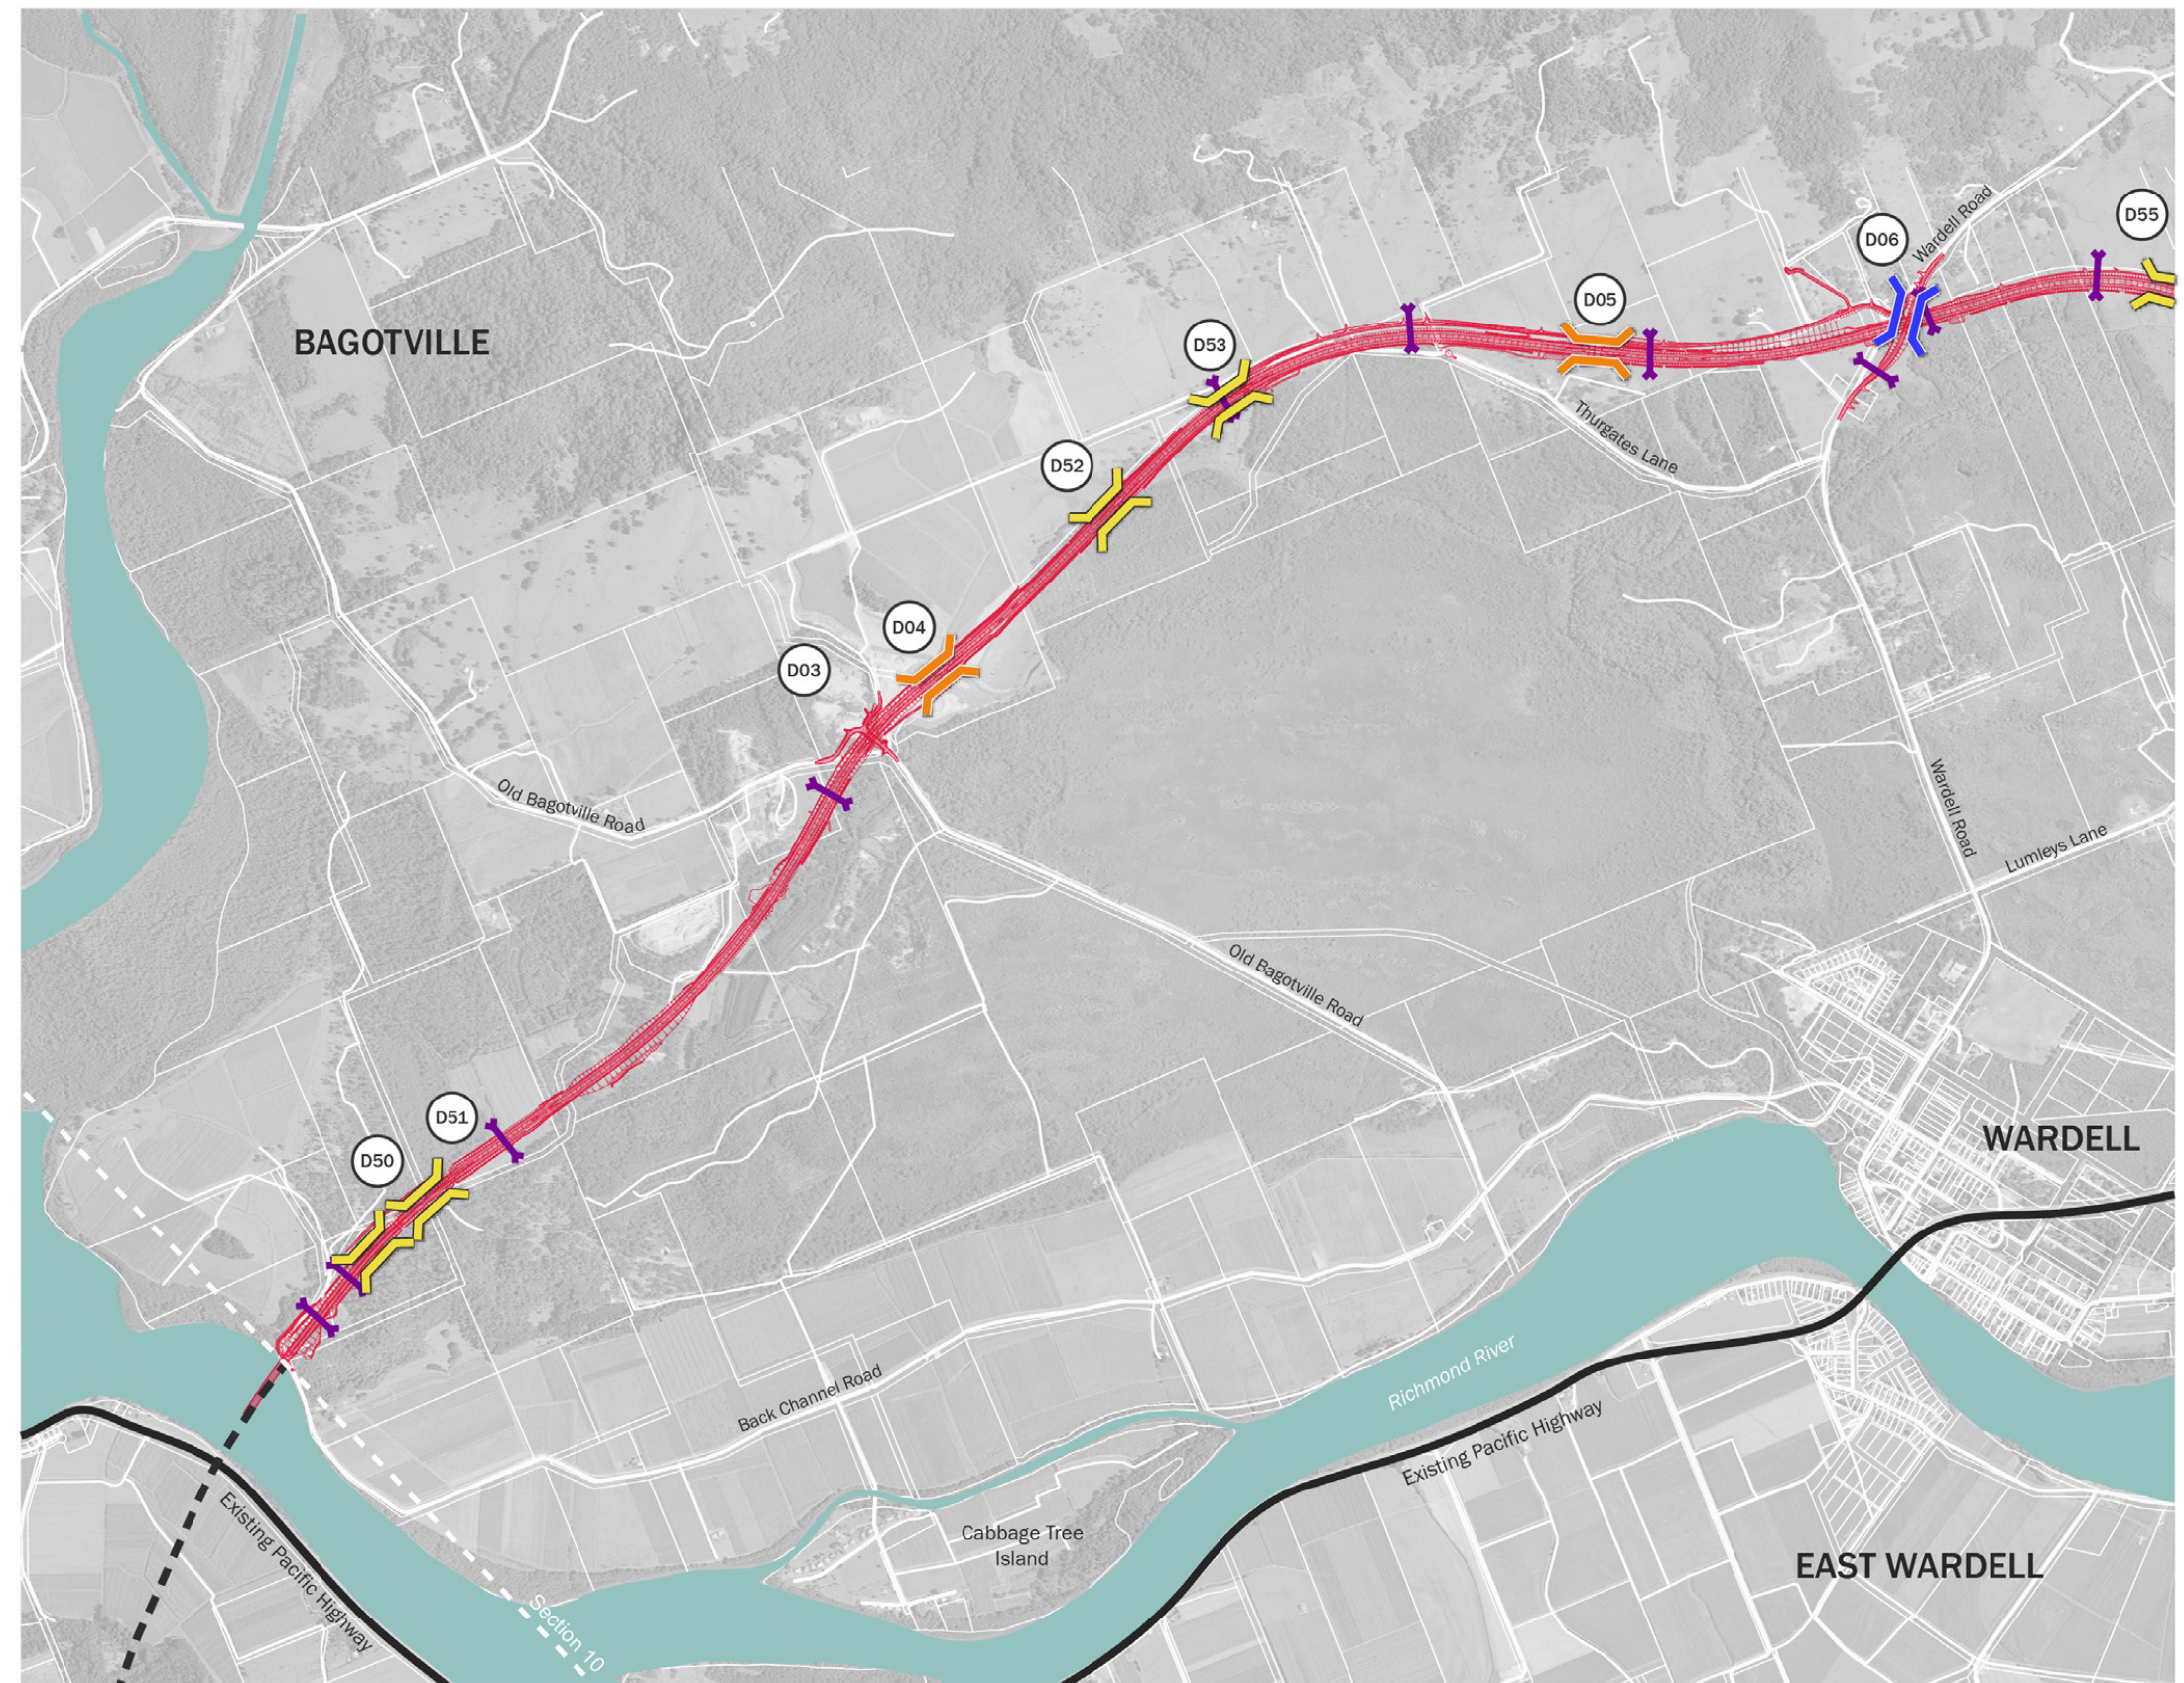 D55
D06
Wardell Road
D05
BAGOTVILLE
D53
Thurgates Lane
D52
D04
D03
Old Bagotville Road
Wardell Road
Lumleys Lane
Old Bagotville Road
D51
D50
WARDELL
Richmond River
Back Channel Road
Existing Pacific Highway
Existing Pacific Highway
Cabbage Tree
Island
EAST WARDELL
Section 10